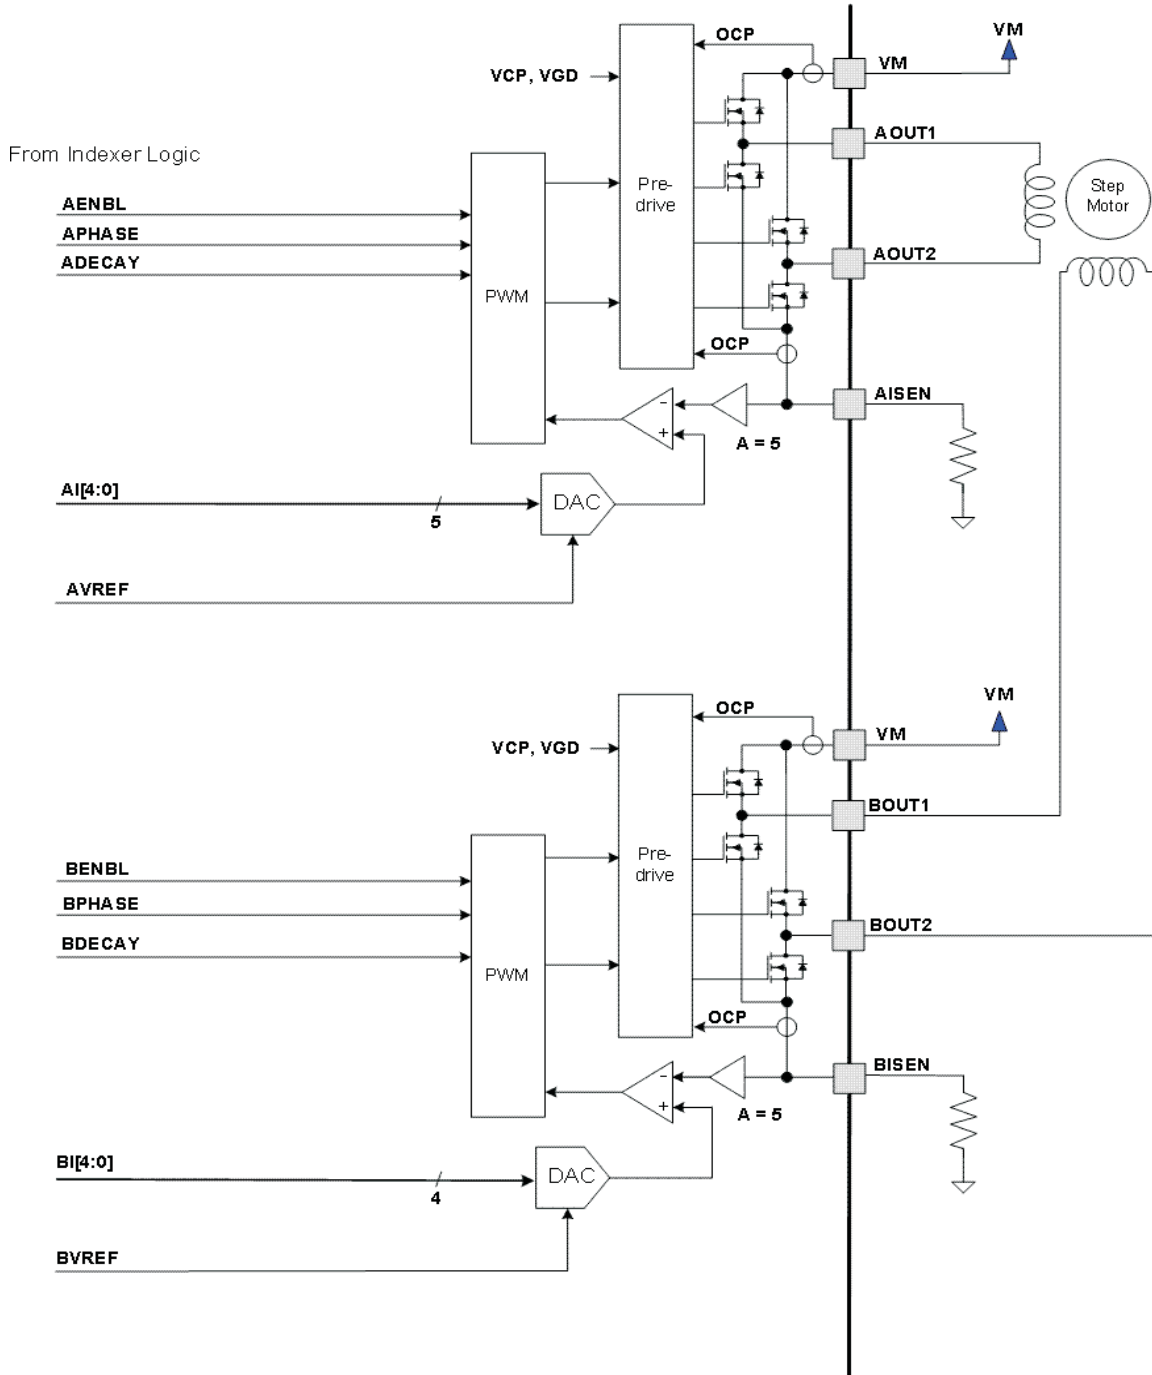 OCP
VM
VM
VCP, VGD
AOUT1
From Indexer Logic
Pre-
drive
Step
Motor
AENBL
APHASE
ADECAY
AOUT2
PWM
OCP
AISEN
-
+
A = 5
AI[4:0]
5
DAC
AVREF
OCP
VM
VM
VCP, VGD
BOUT1
Pre-
drive
BENBL
BPHASE
BDECAY
BOUT2
PWM
OCP
BISEN
-
+
A = 5
BI[4:0]
4
DAC
BVREF